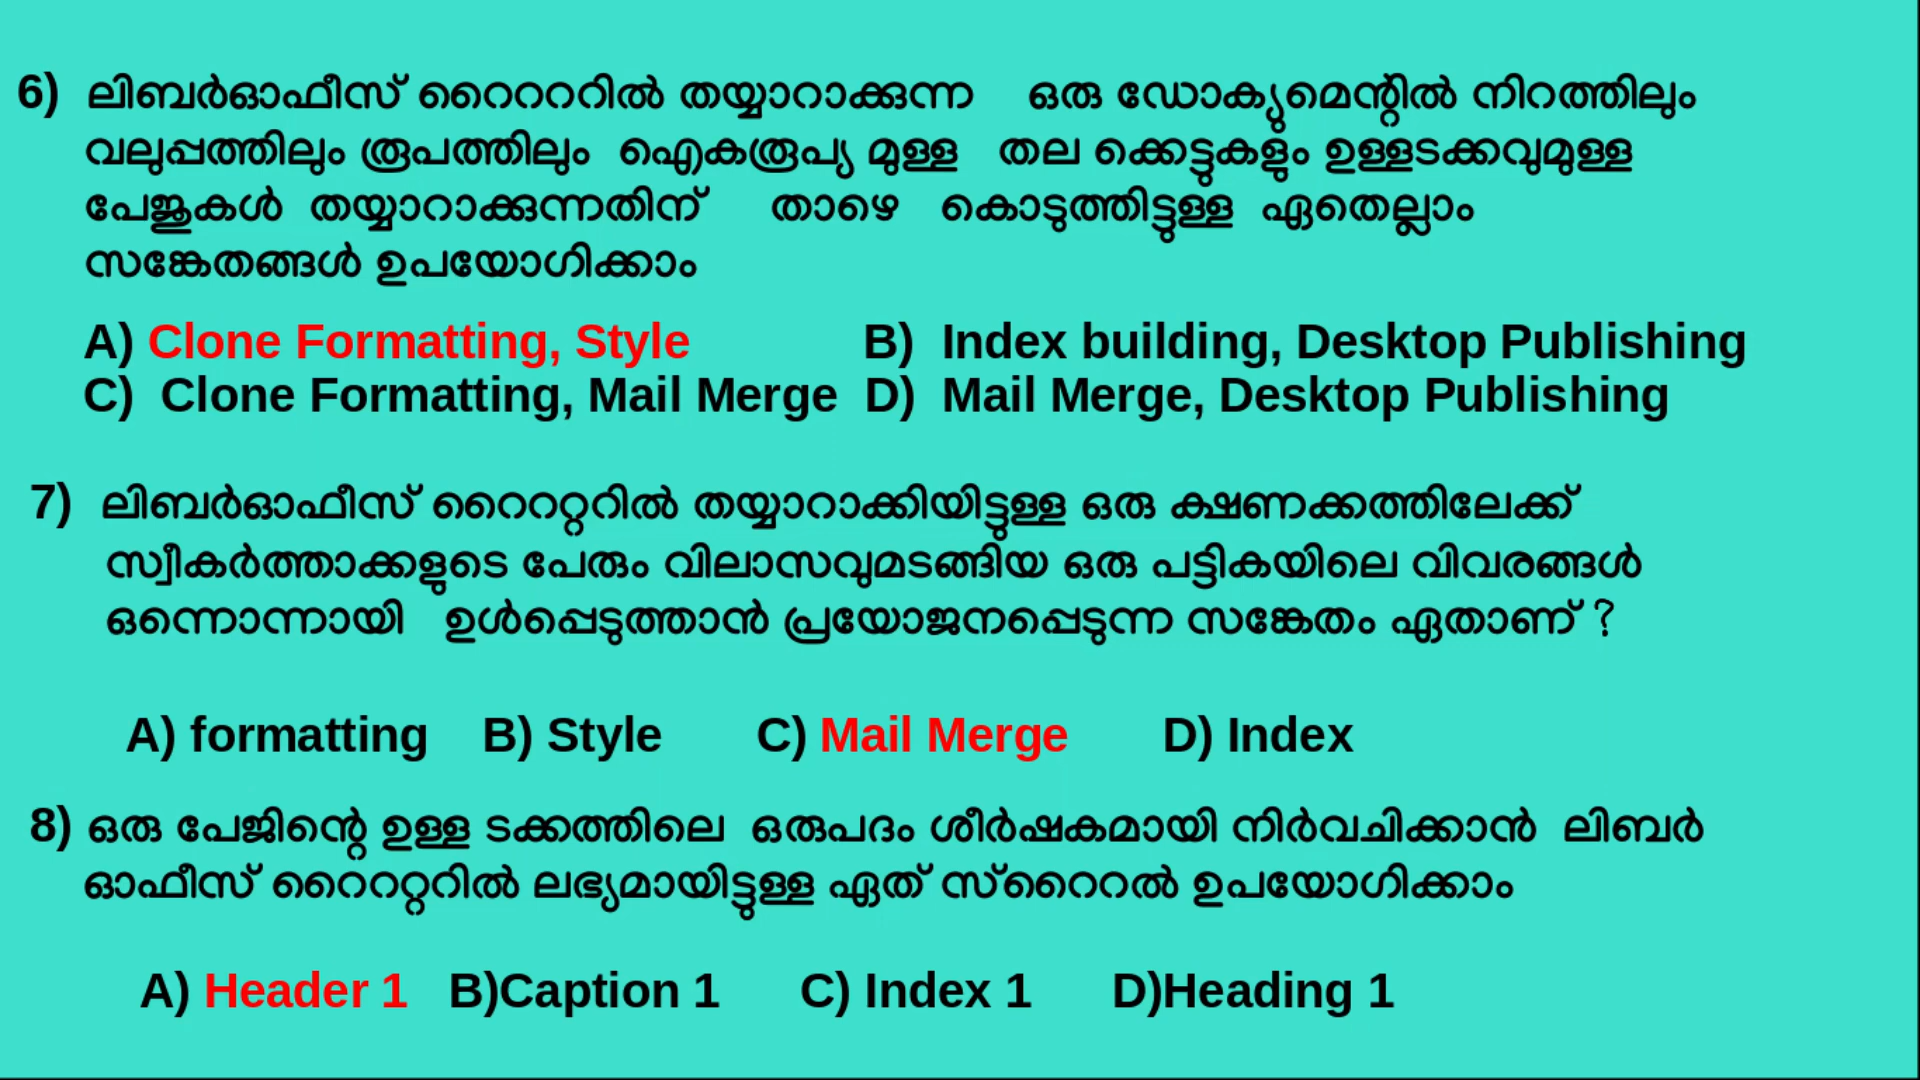 6) ലിബർഓഫീസ് റൈറററിൽ തയ്യാറാക്കുന്ന ഒരു ഡോക്യുമെന്റിൽ നിറത്തിലും
വലുപ്പത്തിലും രൂപത്തിലും ഐകരൂപ്യ മുള്ള തല ക്കെട്ടുകളും ഉള്ളടക്കവുമുള്ള
പേജുകൾ തയ്യാറാക്കുന്നതിന് താഴെ കൊടുത്തിട്ടുള്ള ഏതെല്ലാം
സങ്കേതങ്ങൾ ഉപയോഗിക്കാം
A) Clone Formatting, Style B) Index building, Desktop Publishing
C) Clone Formatting, Mail Merge D) Mail Merge, Desktop Publishing
7) ലിബർഓഫീസ് റൈററ്ററിൽ തയ്യാറാക്കിയിട്ടുള്ള ഒരു ക്ഷണക്കത്തിലേക്ക്
സ്വീകർത്താക്കളുടെ പേരും വിലാസവുമടങ്ങിയ ഒരു പട്ടികയിലെ വിവരങ്ങൾ
ഒന്നൊന്നായി ഉൾപ്പെടുത്താൻ പ്രയോജനപ്പെടുന്ന സങ്കേതം ഏതാണ് ?
A) formatting B) Style C) Mail Merge D) Index
8) ഒരു പേജിന്റെ ഉള്ള ടക്കത്തിലെ ഒരുപദം ശീർഷകമായി നിർവചിക്കാൻ ലിബർ
ഓഫീസ് റൈററ്ററിൽ ലഭ്യമായിട്ടുള്ള ഏത് സ്റൈറൽ ഉപയോഗിക്കാം
A) Header 1 B)Caption 1 C) Index 1 D)Heading 1